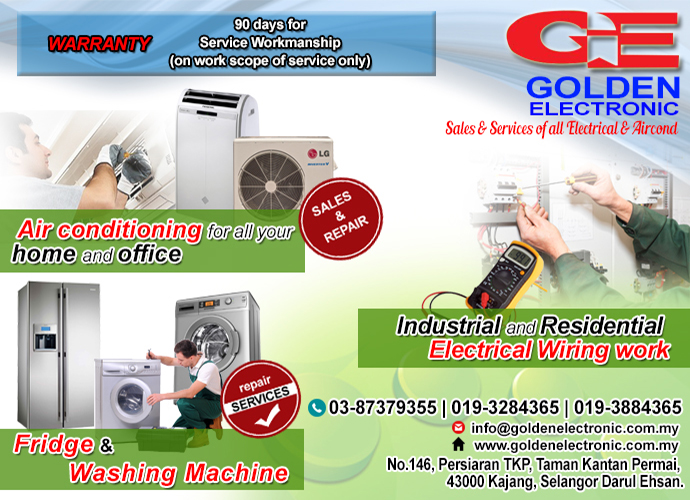 WARRANTY
90 days for
Service Workmanship
(on work scope of service only)
GE
GOLDEN
ELECTRONIC
Sales & Services of all Electrical & Aircond
LG
SALES
&
REPAIR
Air conditioning for all your
home and office
Industrial and Residential
Electrical Wiring work
repair
SERVICES
Fridge &
Washing Machine
03-87379355 | 019-3284365 | 019-3884365
info@goldenelectronic.com.my
www.goldenelectronic.com.my
No.146, Persiaran TKP, Taman Kantan Permai,
43000 Kajang, Selangor Darul Ehsan.